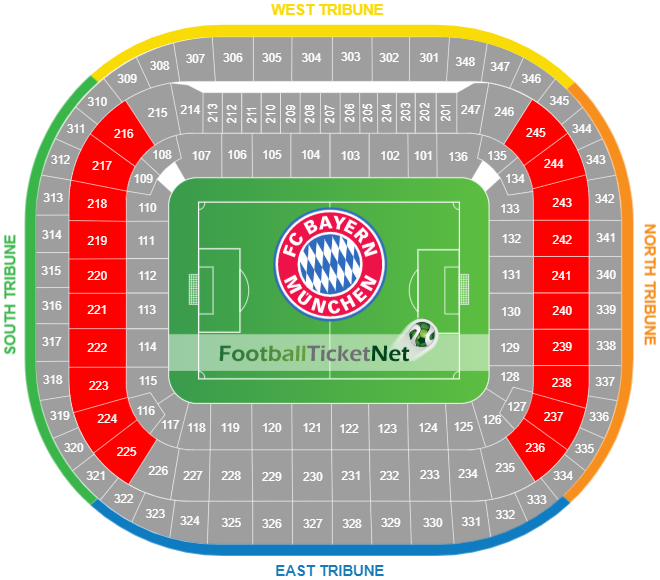 WEST TRIBUNE
307 306 305 304 303 302 301 348
309 308 347 346
310 345
311 344
312 343
313 342
314 341
315 340
316 339
317 338
318 337
319 336
320 335
321 334
322 333
323 332
324 325 326 327 328 329 330 331
214 213 212 211 210 209 208 207 206 205 204 203 202 201 247
215 246
216 245
217 244
218 243
219 242
220 241
221 240
222 239
223 238
224 237
225 236
226 235
227 228 229 230 231 232 233 234
107 106 105 104 103 102 101 136
108 135
109 134
110 133
111 132
112 131
113 130
114 129
115 128
116 127
117 126
118 119 120 121 122 123 124 125
SOUTH TRIBUNE
NORTH TRIBUNE
FC BAYERN
MÜNCHEN
FootballTicketNet
EAST TRIBUNE